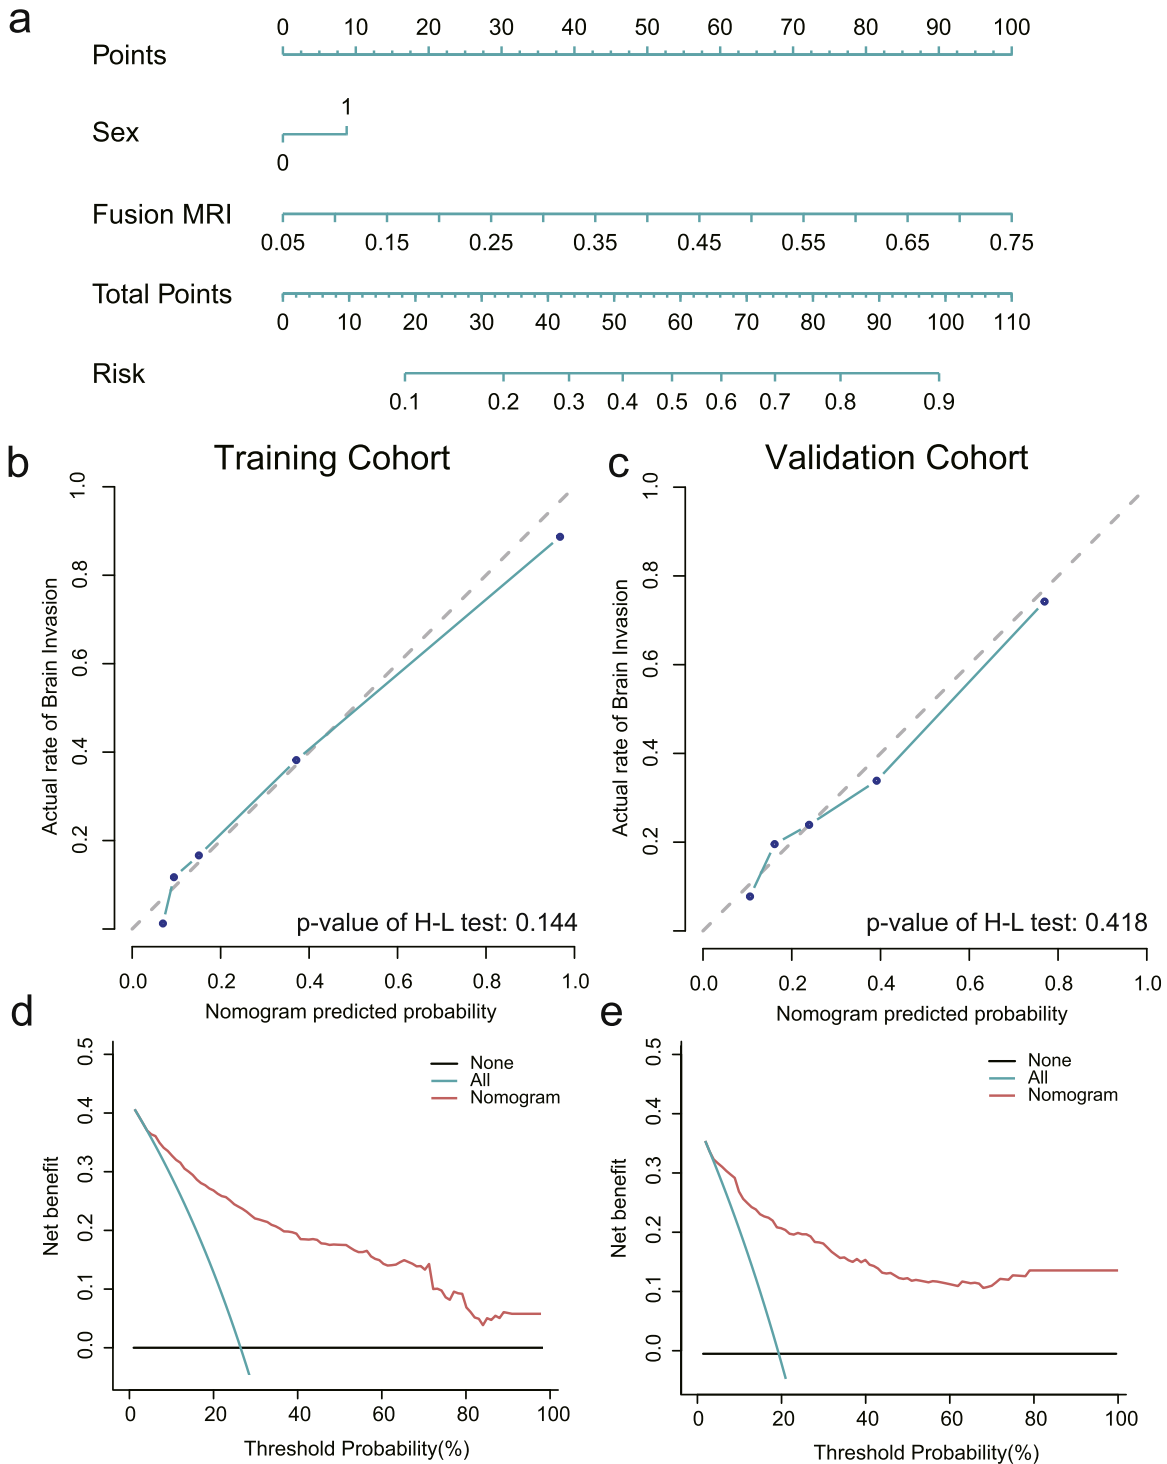 a
0 10 20 30 40 50 60 70 80 90 100
Points
1
Sex
0
Fusion MRI
0.05 0.15 0.25 0.35 0.45 0.55 0.65 0.75
Total Points
0 10 20 30 40 50 60 70 80 90 100 110
Risk
0.1 0.2 0.3 0.4 0.5 0.6 0.7 0.8 0.9
b
Training Cohort
1.0
0.8
0.6
0.4
0.2
Actual rate of Brain Invasion
p-value of H-L test: 0.144
0.0 0.2 0.4 0.6 0.8 1.0
Nomogram predicted probability
c
Validation Cohort
1.0
0.8
0.6
0.4
0.2
Actual rate of Brain Invasion
p-value of H-L test: 0.418
0.0 0.2 0.4 0.6 0.8 1.0
Nomogram predicted probability
d
0.5
0.4
0.3
0.2
0.1
0.0
Net benefit
None
All
Nomogram
0 20 40 60 80 100
Threshold Probability(%)
e
0.5
0.4
0.3
0.2
0.1
0.0
Net benefit
None
All
Nomogram
0 20 40 60 80 100
Threshold Probability(%)